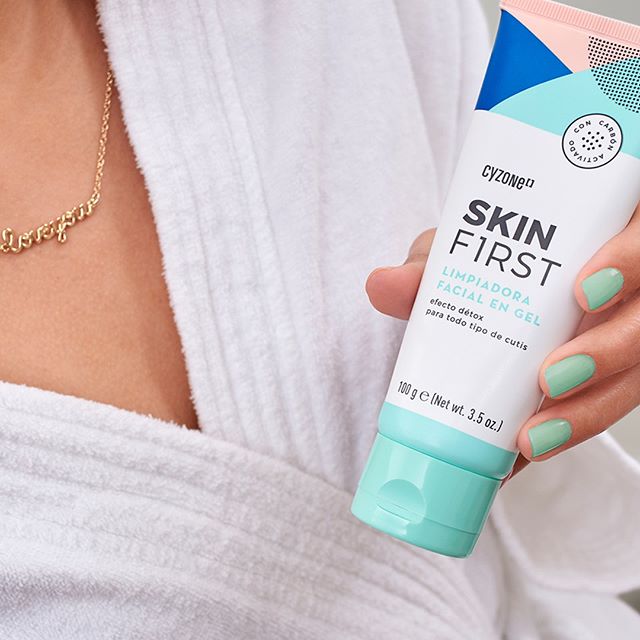 CON CARBÓN ACTIVADO
cyzone
SKIN
F1RST
LIMPIADORA
FACIAL EN GEL
efecto détox
para todo tipo de cutis
100 g ℮ (Net wt. 3.5 oz.)